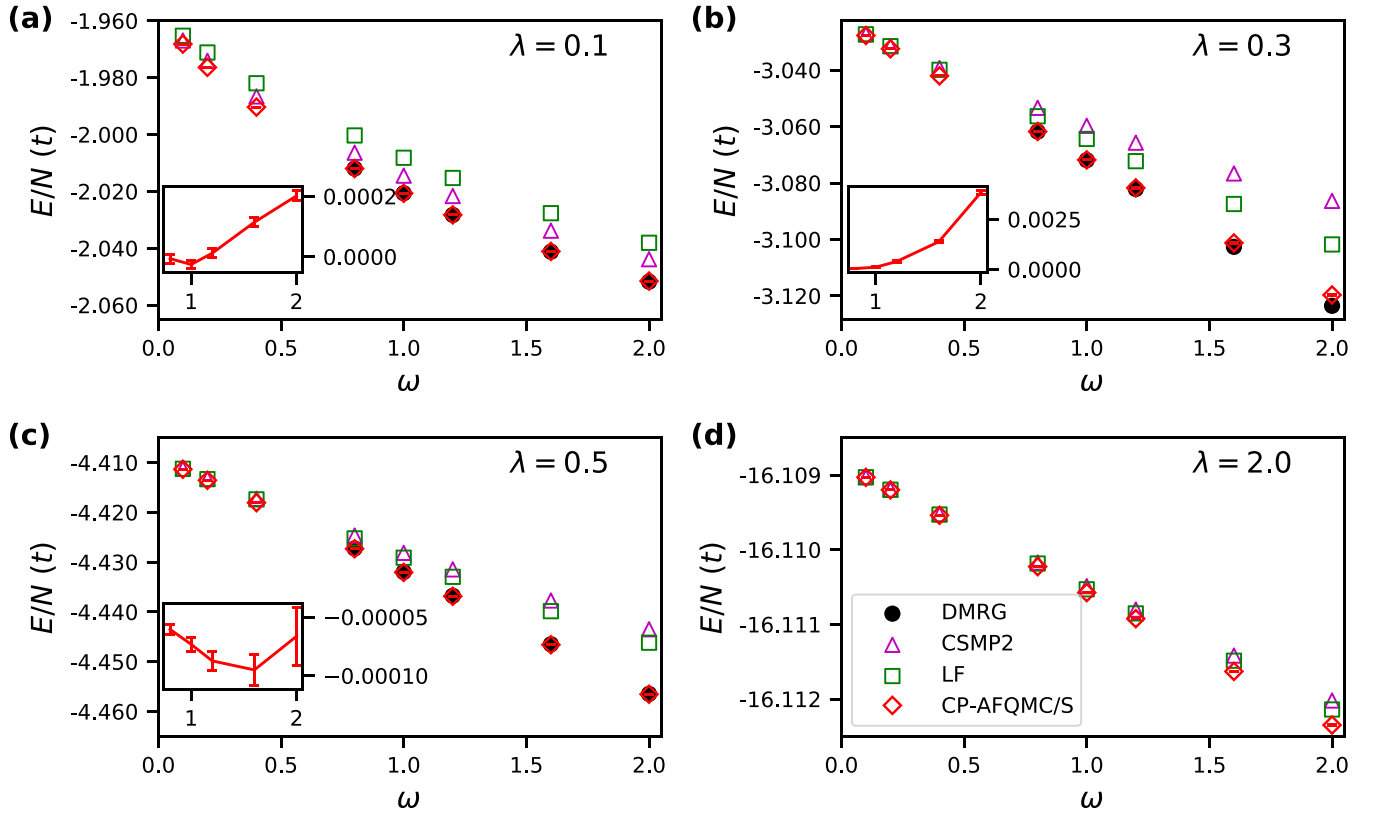 (a)
λ = 0.1
E/N (t)
-1.960
-1.980
-2.000
-2.020
-2.040
-2.060
0.0002
0.0000
1 2
0.0 0.5 1.0 1.5 2.0
ω
(b)
λ = 0.3
E/N (t)
-3.040
-3.060
-3.080
-3.100
-3.120
0.0025
0.0000
1 2
0.0 0.5 1.0 1.5 2.0
ω
(c)
λ = 0.5
E/N (t)
-4.410
-4.420
-4.430
-4.440
-4.450
-4.460
−0.00005
−0.00010
1 2
0.0 0.5 1.0 1.5 2.0
ω
(d)
λ = 2.0
E/N (t)
-16.109
-16.110
-16.111
-16.112
DMRG
CSMP2
LF
CP-AFQMC/S
0.0 0.5 1.0 1.5 2.0
ω